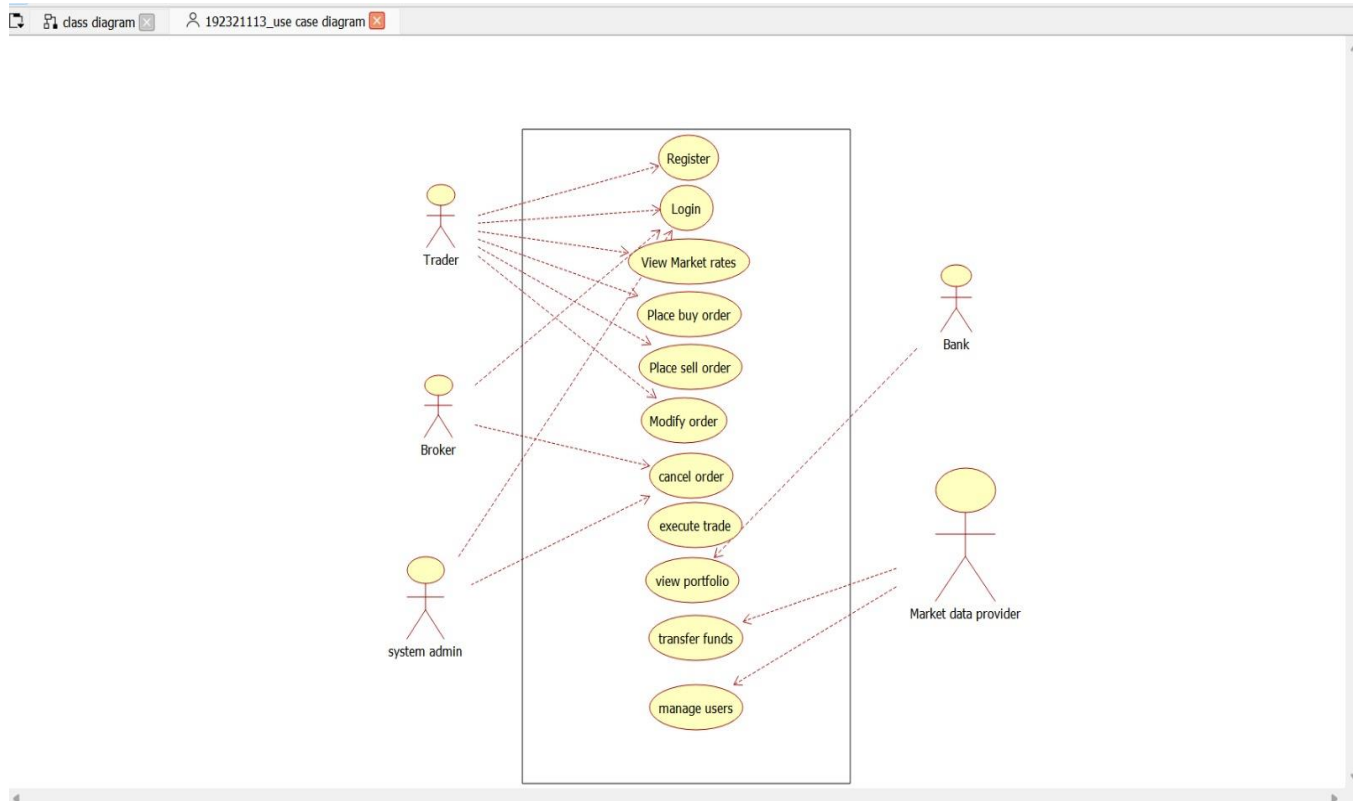 class diagram
192321113_use case diagram
Register
Login
Trader
View Market rates
Place buy order
Bank
Place sell order
Modify order
Broker
cancel order
execute trade
view portfolio
Market data provider
transfer funds
system admin
manage users